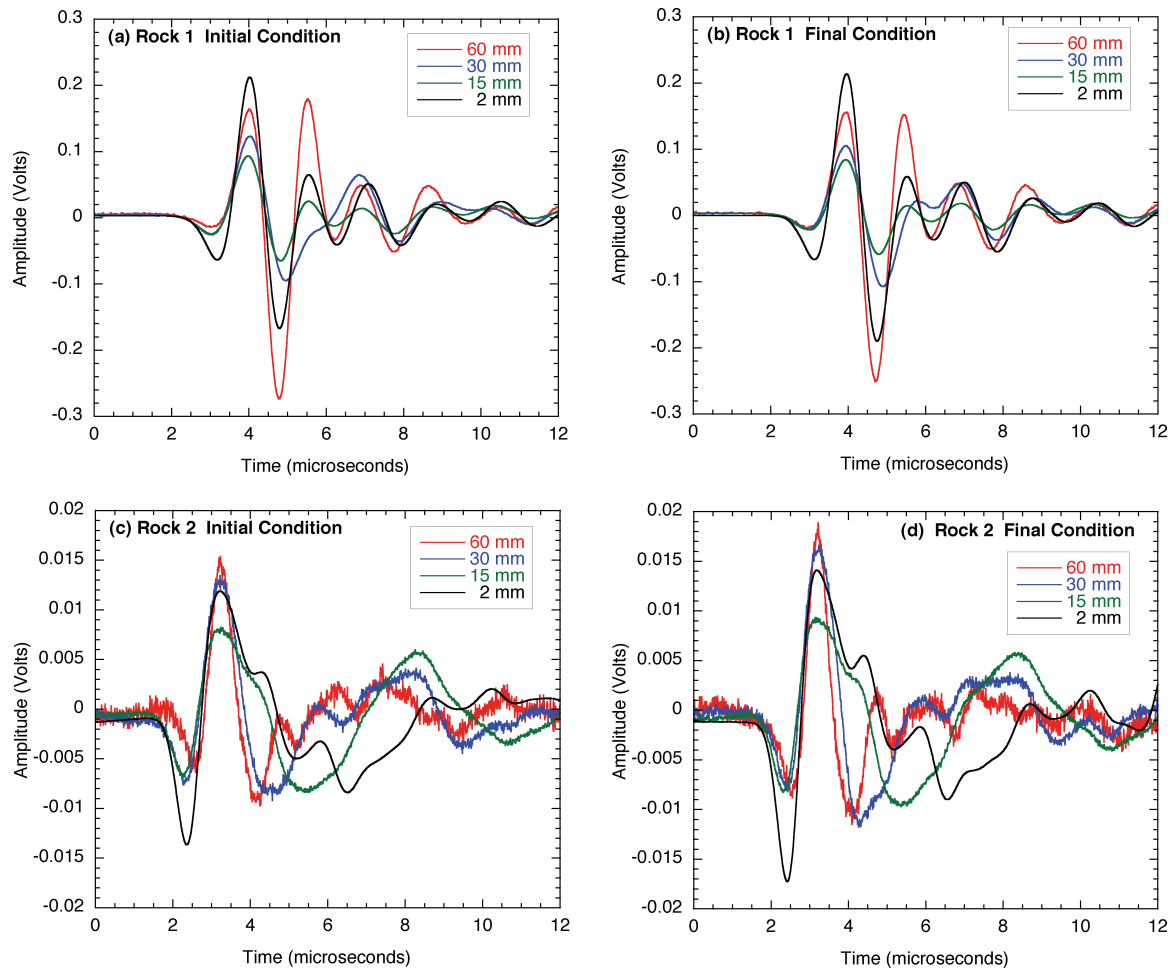 (a) Rock 1 Initial Condition
60 mm
30 mm
15 mm
2 mm
0.3
0.2
0.1
0
-0.1
-0.2
-0.3
Amplitude (Volts)
0 2 4 6 8 10 12
Time (microseconds)
(b) Rock 1 Final Condition
60 mm
30 mm
15 mm
2 mm
0.3
0.2
0.1
0
-0.1
-0.2
-0.3
Amplitude (Volts)
0 2 4 6 8 10 12
Time (microseconds)
(c) Rock 2 Initial Condition
60 mm
30 mm
15 mm
2 mm
0.02
0.015
0.01
0.005
0
-0.005
-0.01
-0.015
-0.02
Amplitude (Volts)
0 2 4 6 8 10 12
Time (microseconds)
(d) Rock 2 Final Condition
60 mm
30 mm
15 mm
2 mm
0.02
0.015
0.01
0.005
0
-0.005
-0.01
-0.015
-0.02
Amplitude (Volts)
0 2 4 6 8 10 12
Time (microseconds)